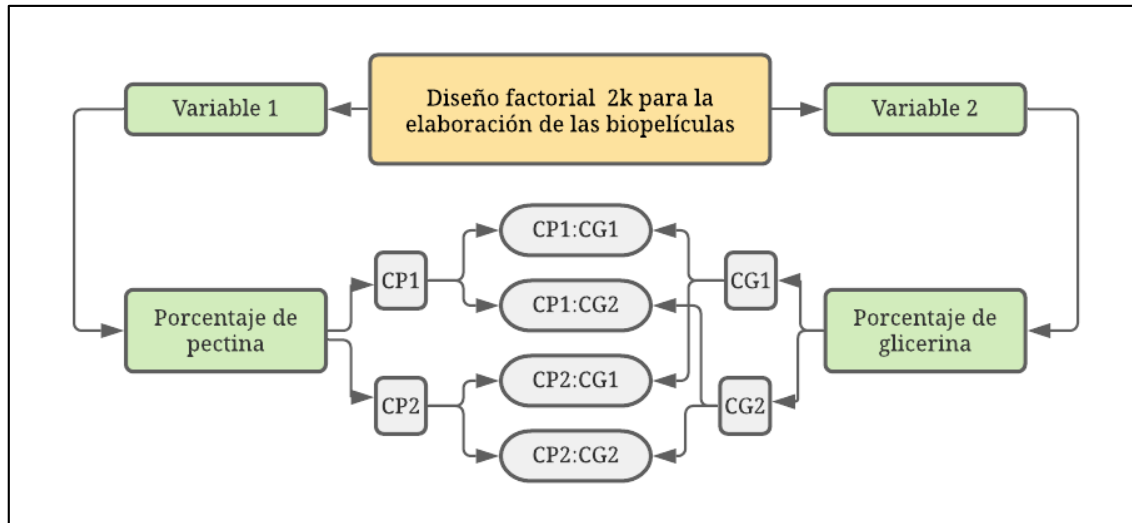 Diseño factorial 2k para la
elaboración de las biopelículas
Variable 1
Variable 2
CP1:CG1
CP1
CG1
CP1:CG2
Porcentaje de
pectina
Porcentaje de
glicerina
CP2:CG1
CP2
CG2
CP2:CG2